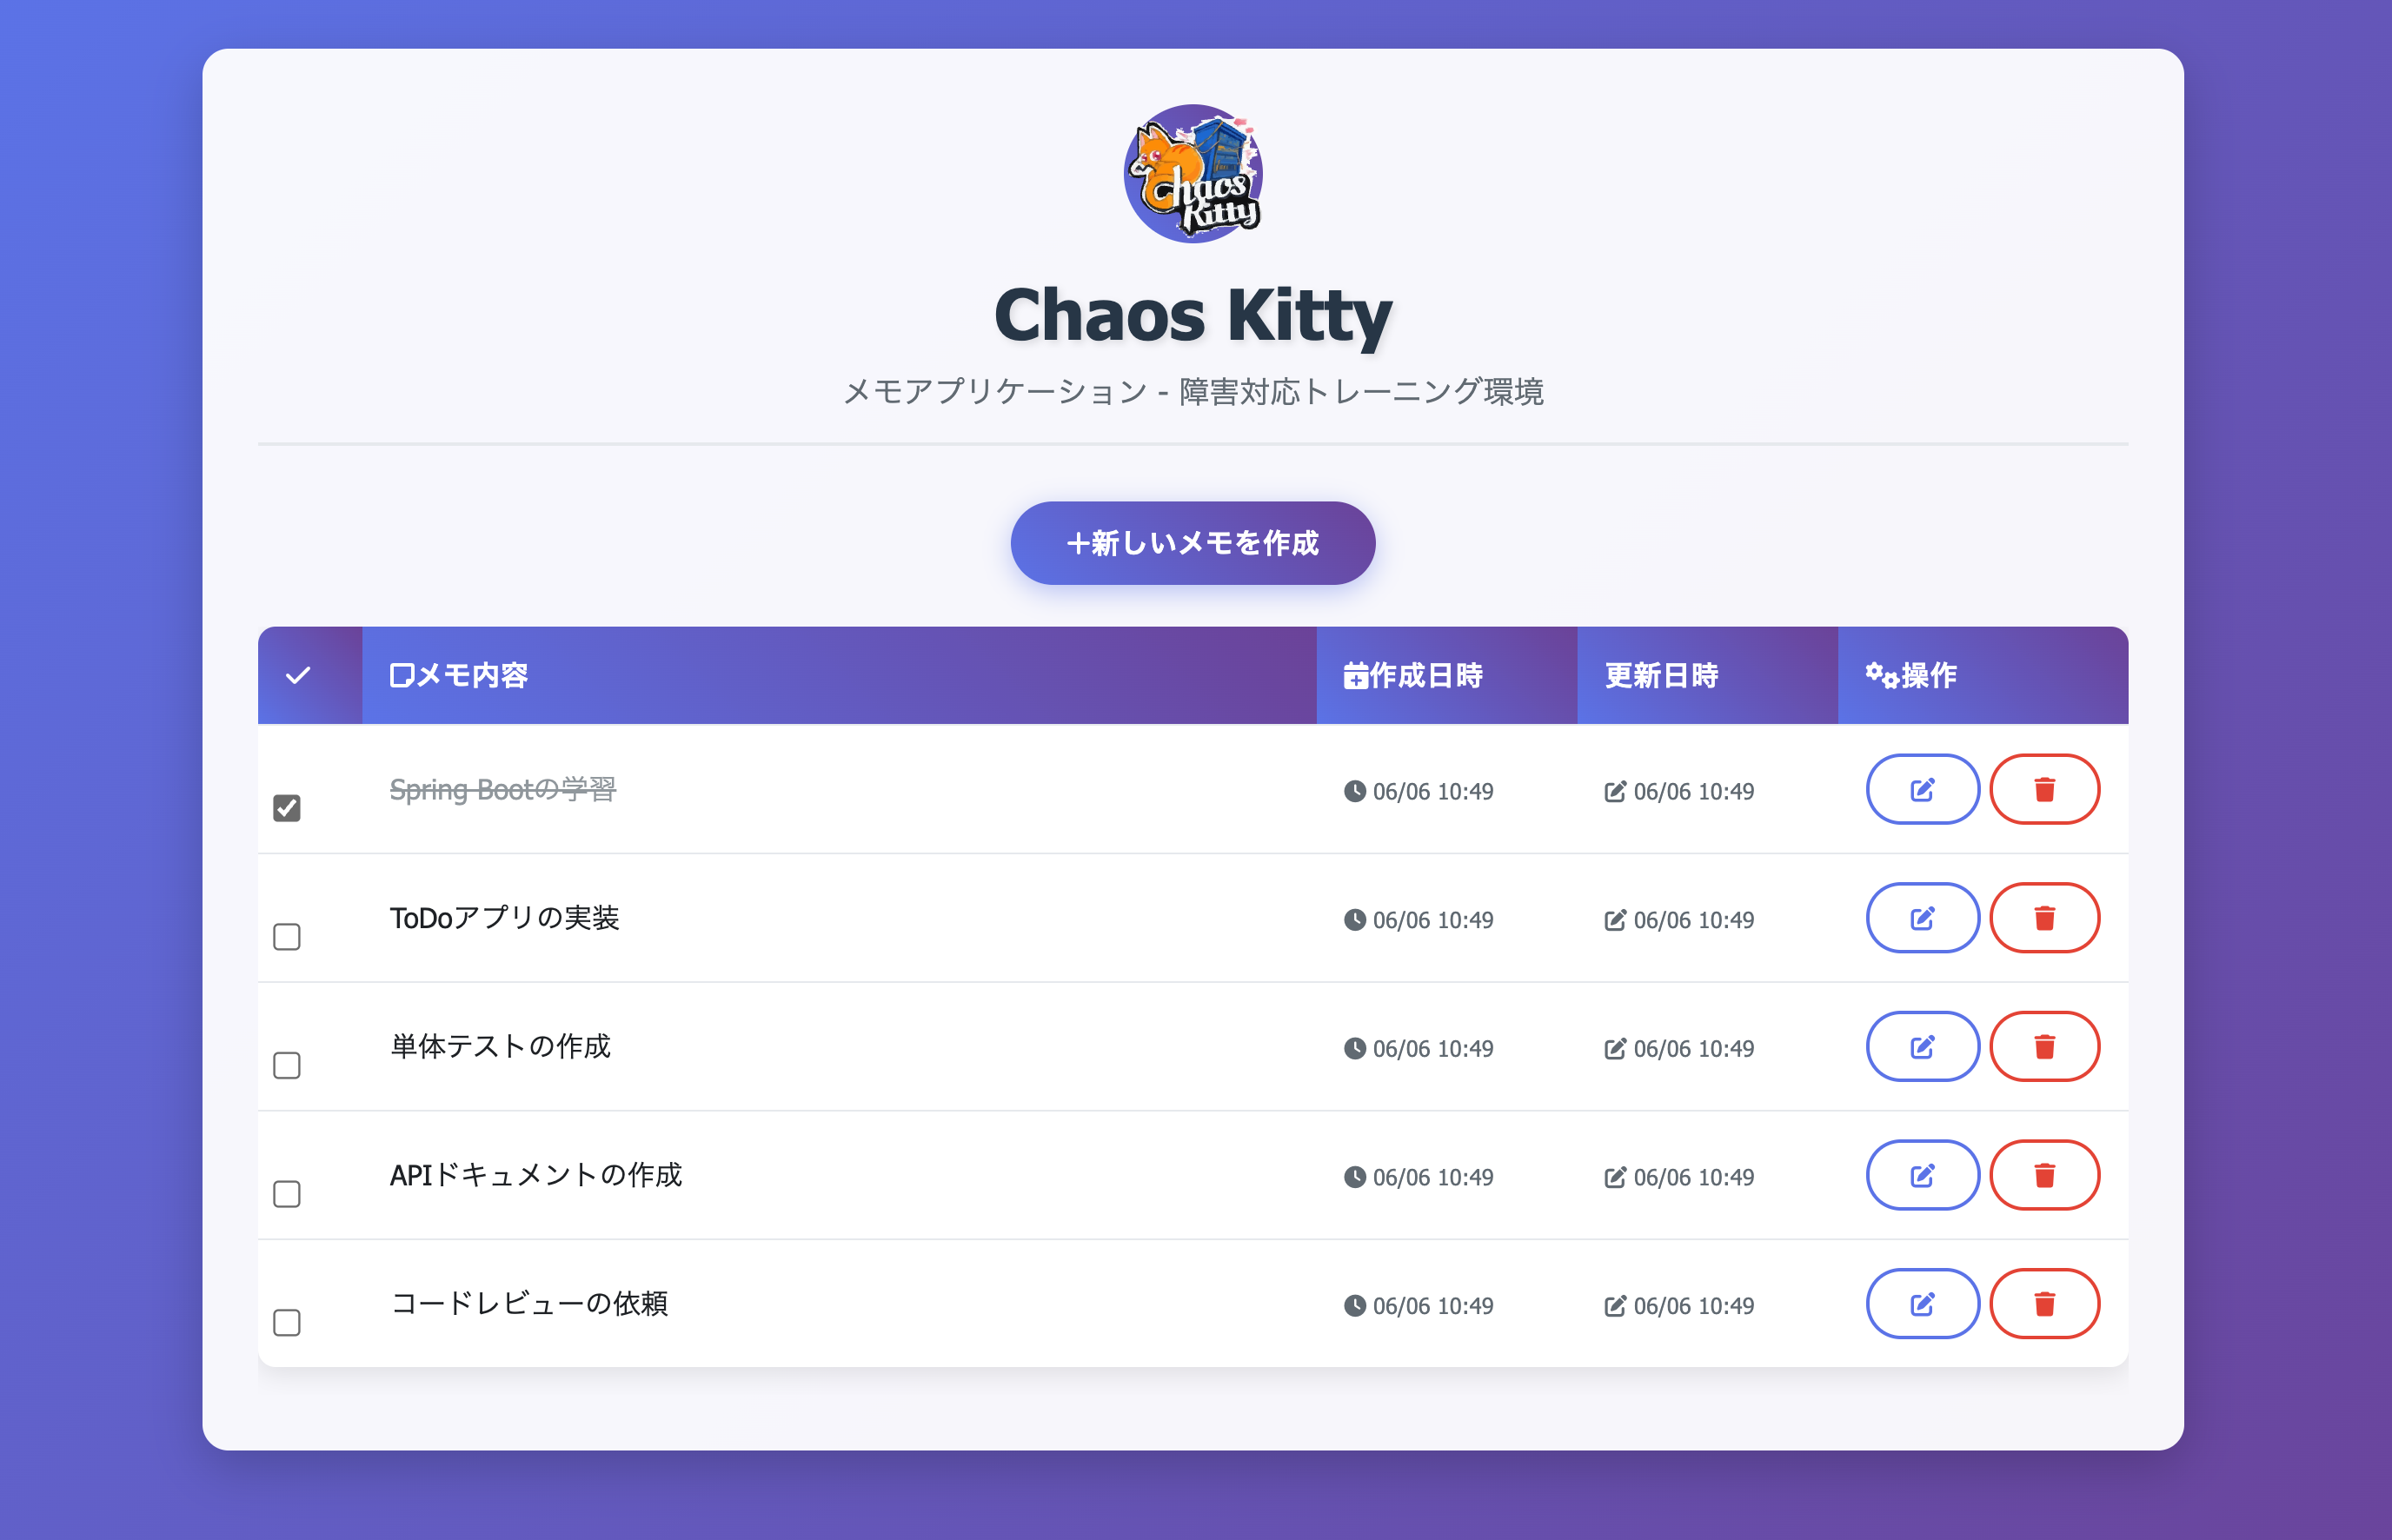 Chaos
Kitty
Chaos Kitty
メモアプリケーション - 障害対応トレーニング環境
+新しいメモを作成
メモ内容 作成日時 更新日時 操作
Spring Bootの学習 06/06 10:49 06/06 10:49
ToDoアプリの実装 06/06 10:49 06/06 10:49
単体テストの作成 06/06 10:49 06/06 10:49
APIドキュメントの作成 06/06 10:49 06/06 10:49
コードレビューの依頼 06/06 10:49 06/06 10:49